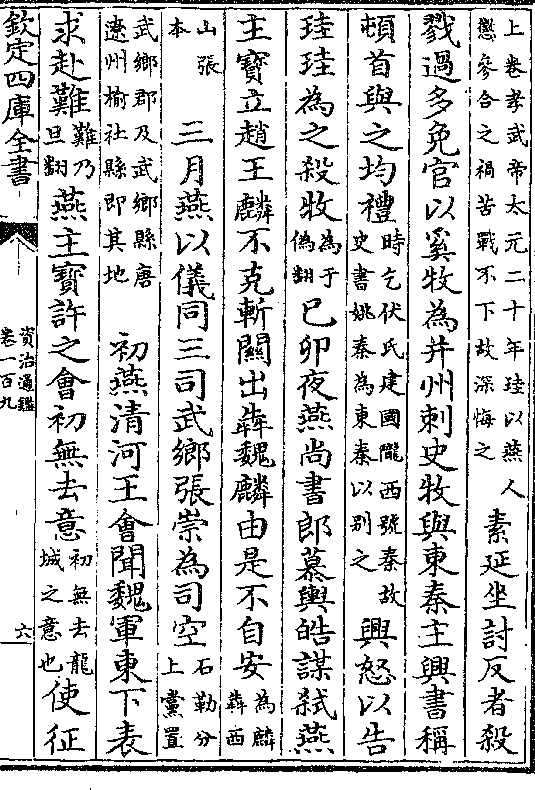 上卷孝武帝太元二十年珪以燕人
懲參合之禍苦戰不下故深悔之
素延坐討反者殺
戮過多免官以奚牧為并州刺史牧與東秦主興書稱
頓首與之均禮
時乞伏氏建國隴西號秦故
史書姚秦為東秦以别之
興怒以告
珪珪為之殺牧
為于
偽翻
己卯夜燕尚書郎慕輿皓謀弒燕
主寶立趙王麟不克斬關出犇魏麟由是不自安
為麟
犇西
山張
本
三月燕以儀同三司武鄉張崇為司空
石勒分
上黨置
武鄉郡及武鄉縣唐
遼州榆社縣即其地
初燕清河王會聞魏軍東下表
求赴難
難乃
旦翻
燕主寶許之會初無去意
初無去龍
城之意也
使征
欽定四庫全書
資治通鑑
卷一百九
六